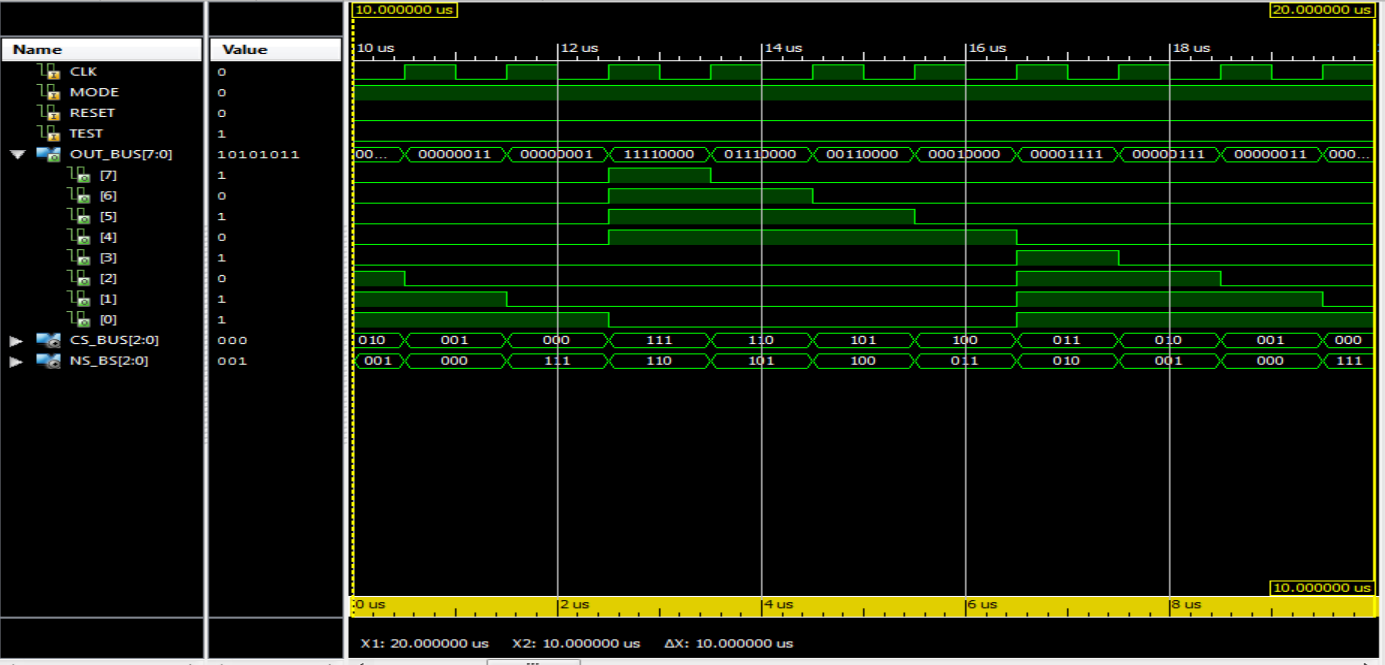 10.000000 us 20.000000 us
Name Value 10 us 12 us 14 us 16 us 18 us
CLK 0
MODE 0
RESET 0
TEST 1
OUT_BUS[7:0] 10101011 00... 00000011 00000001 11110000 01110000 00110000 00010000 00001111 00000111 00000011 000...
[7] 1
[6] 0
[5] 1
[4] 0
[3] 1
[2] 0
[1] 1
[0] 1
CS_BUS[2:0] 000 010 001 000 111 110 101 100 011 010 001 000
NS_BS[2:0] 001 001 000 111 110 101 100 011 010 001 000 111
10.000000 us
0 us 2 us 4 us 6 us 8 us
X1: 20.000000 us X2: 10.000000 us ΔX: 10.000000 us